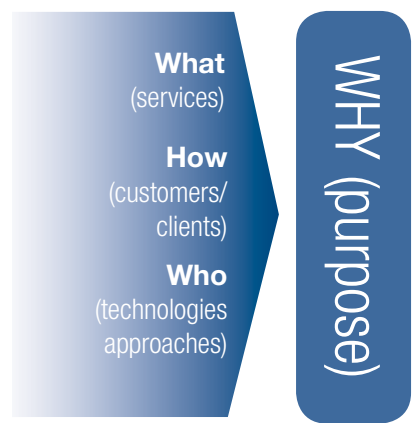 What
(services)
How
(customers/
clients)
Who
(technologies
approaches)
WHY (purpose)